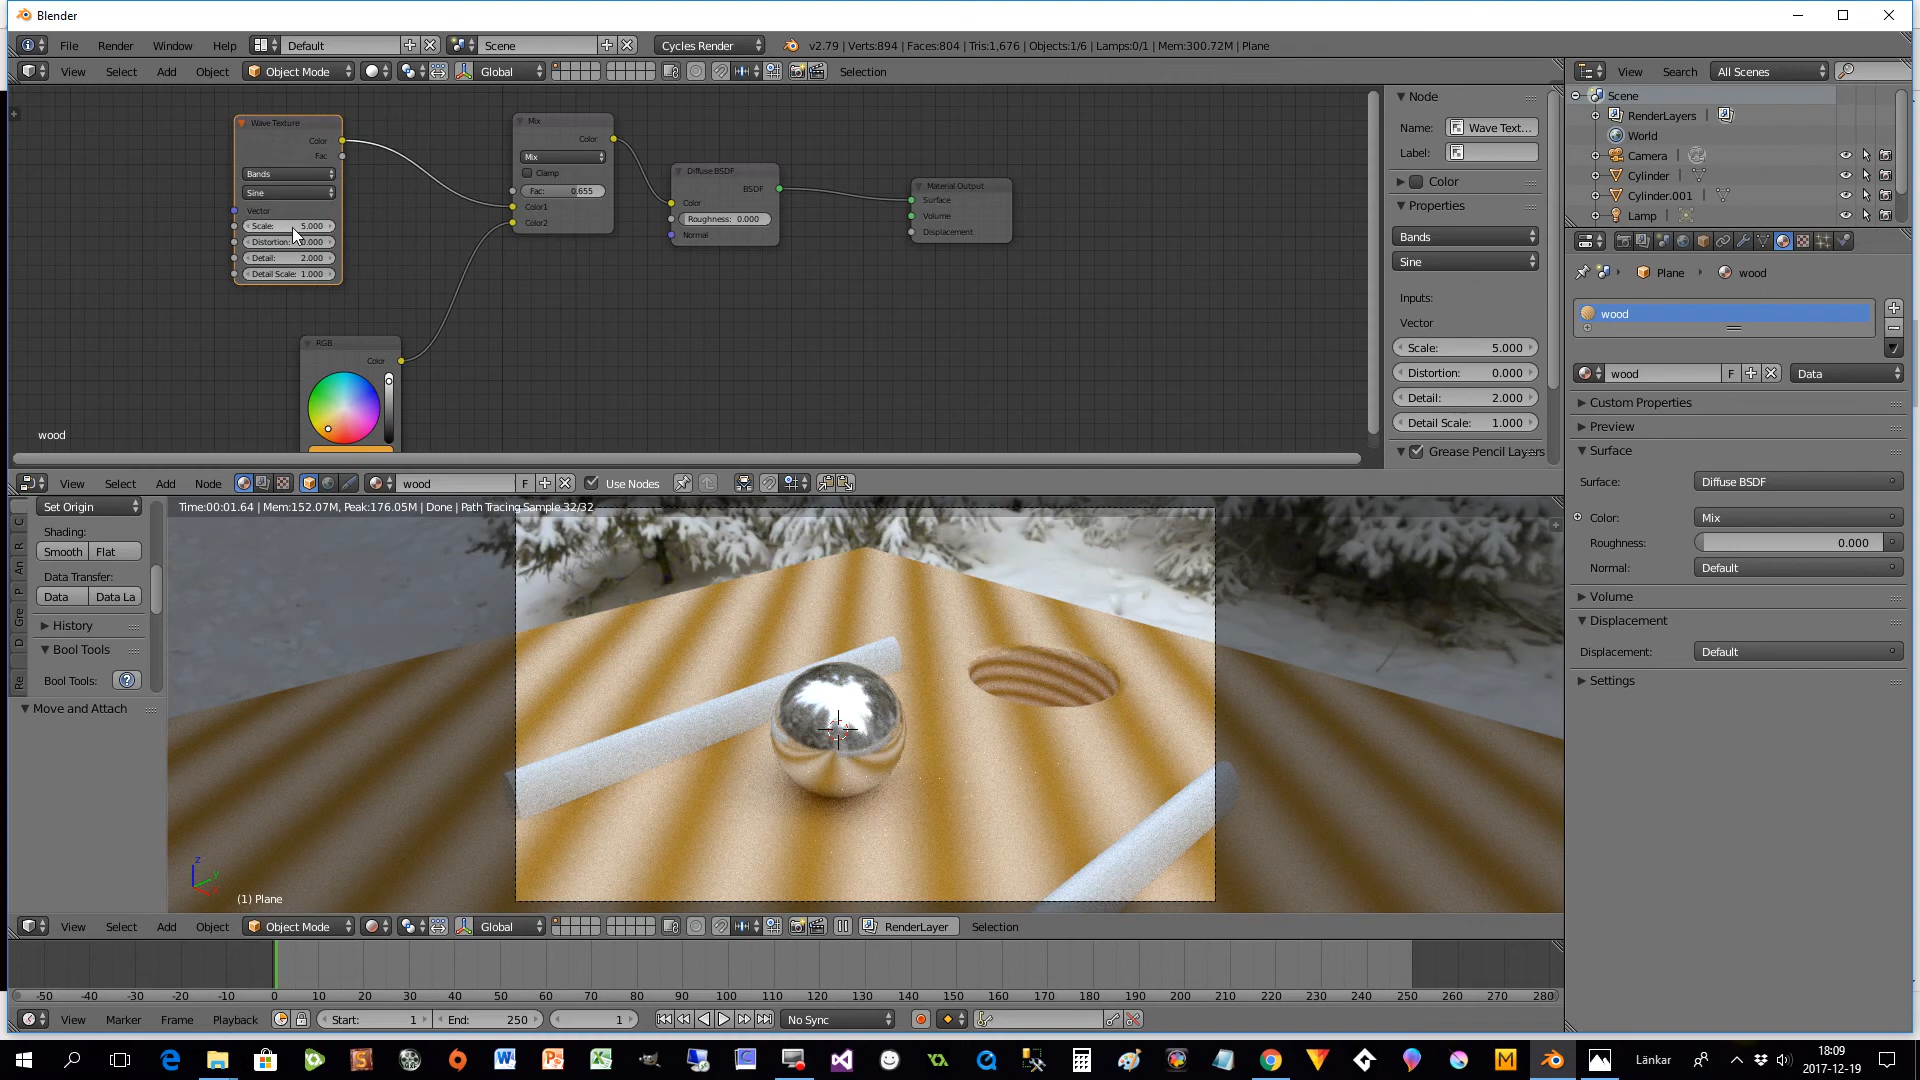 Blender
File Render Window Help Default Scene Cycles Render v2.79 | Verts:894 | Faces:804 | Tris:1,676 | Objects:1/6 | Lamps:0/1 | Mem:300.72M | Plane
View Select Add Object Object Mode Global Selection
View Search All Scenes
Scene
RenderLayers
World
Camera
Cylinder
Cylinder.001
Lamp
Wave Texture
Color
Fac
Bands
Sine
Vector
Scale: 5.000
Distortion: 0.000
Detail: 2.000
Detail Scale: 1.000
Mix
Color
Mix
Clamp
Fac: 0.655
Color1
Color2
Diffuse BSDF
BSDF
Color
Roughness: 0.000
Normal
Material Output
Surface
Volume
Displacement
RGB
Color
wood
Node
Name: Wave Text...
Label:
Color
Properties
Bands
Sine
Inputs:
Vector
Scale: 5.000
Distortion: 0.000
Detail: 2.000
Detail Scale: 1.000
Grease Pencil Layers
Plane wood
wood
wood F Data
Custom Properties
Preview
Surface
Surface: Diffuse BSDF
Color: Mix
Roughness: 0.000
Normal: Default
Volume
Displacement
Displacement: Default
Settings
View Select Add Node wood F Use Nodes
Set Origin
Shading:
Smooth Flat
Data Transfer:
Data Data La
History
Bool Tools
Bool Tools:
Move and Attach
C
R
An
P
Gre
D
Re
Time:00:01.64 | Mem:152.07M, Peak:176.05M | Done | Path Tracing Sample 32/32
z
y
x
(1) Plane
View Select Add Object Object Mode Global RenderLayer Selection
-50 -40 -30 -20 -10 0 10 20 30 40 50 60 70 80 90 100 110 120 130 140 150 160 170 180 190 200 210 220 230 240 250 260 270 280
View Marker Frame Playback Start: 1 End: 250 1 No Sync
Länkar
18:09
2017-12-19